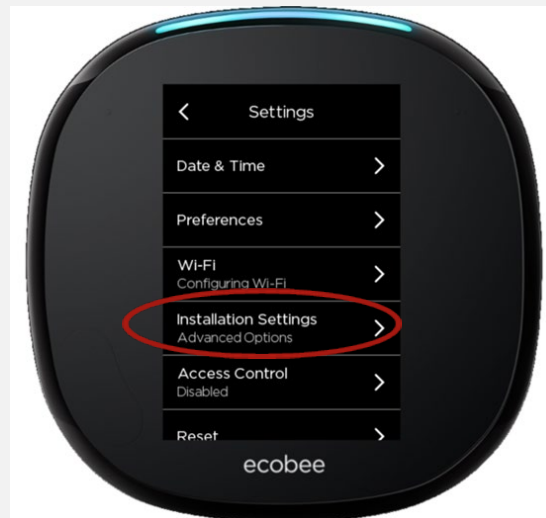 Settings
Date & Time
Preferences
Wi-Fi
Configuring Wi-Fi
Installation Settings
Advanced Options
Access Control
Disabled
Reset
ecobee